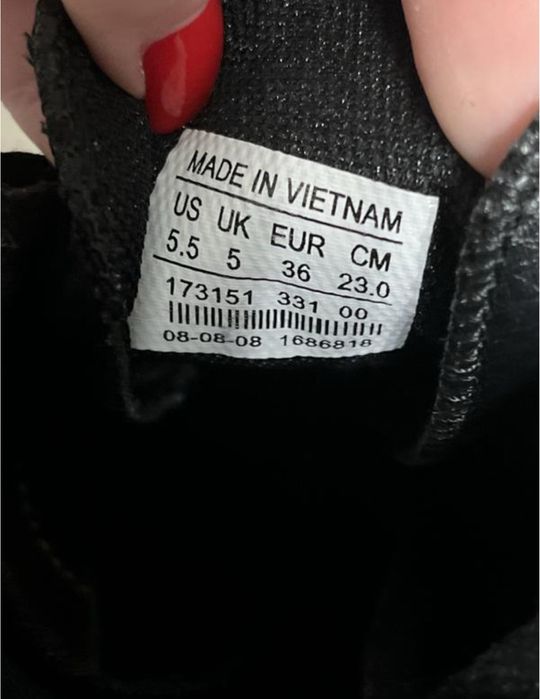 MADE IN VIETNAM
US UK EUR CM
5.5 5 36 23.0
173151 331 00
08-08-08 1686818